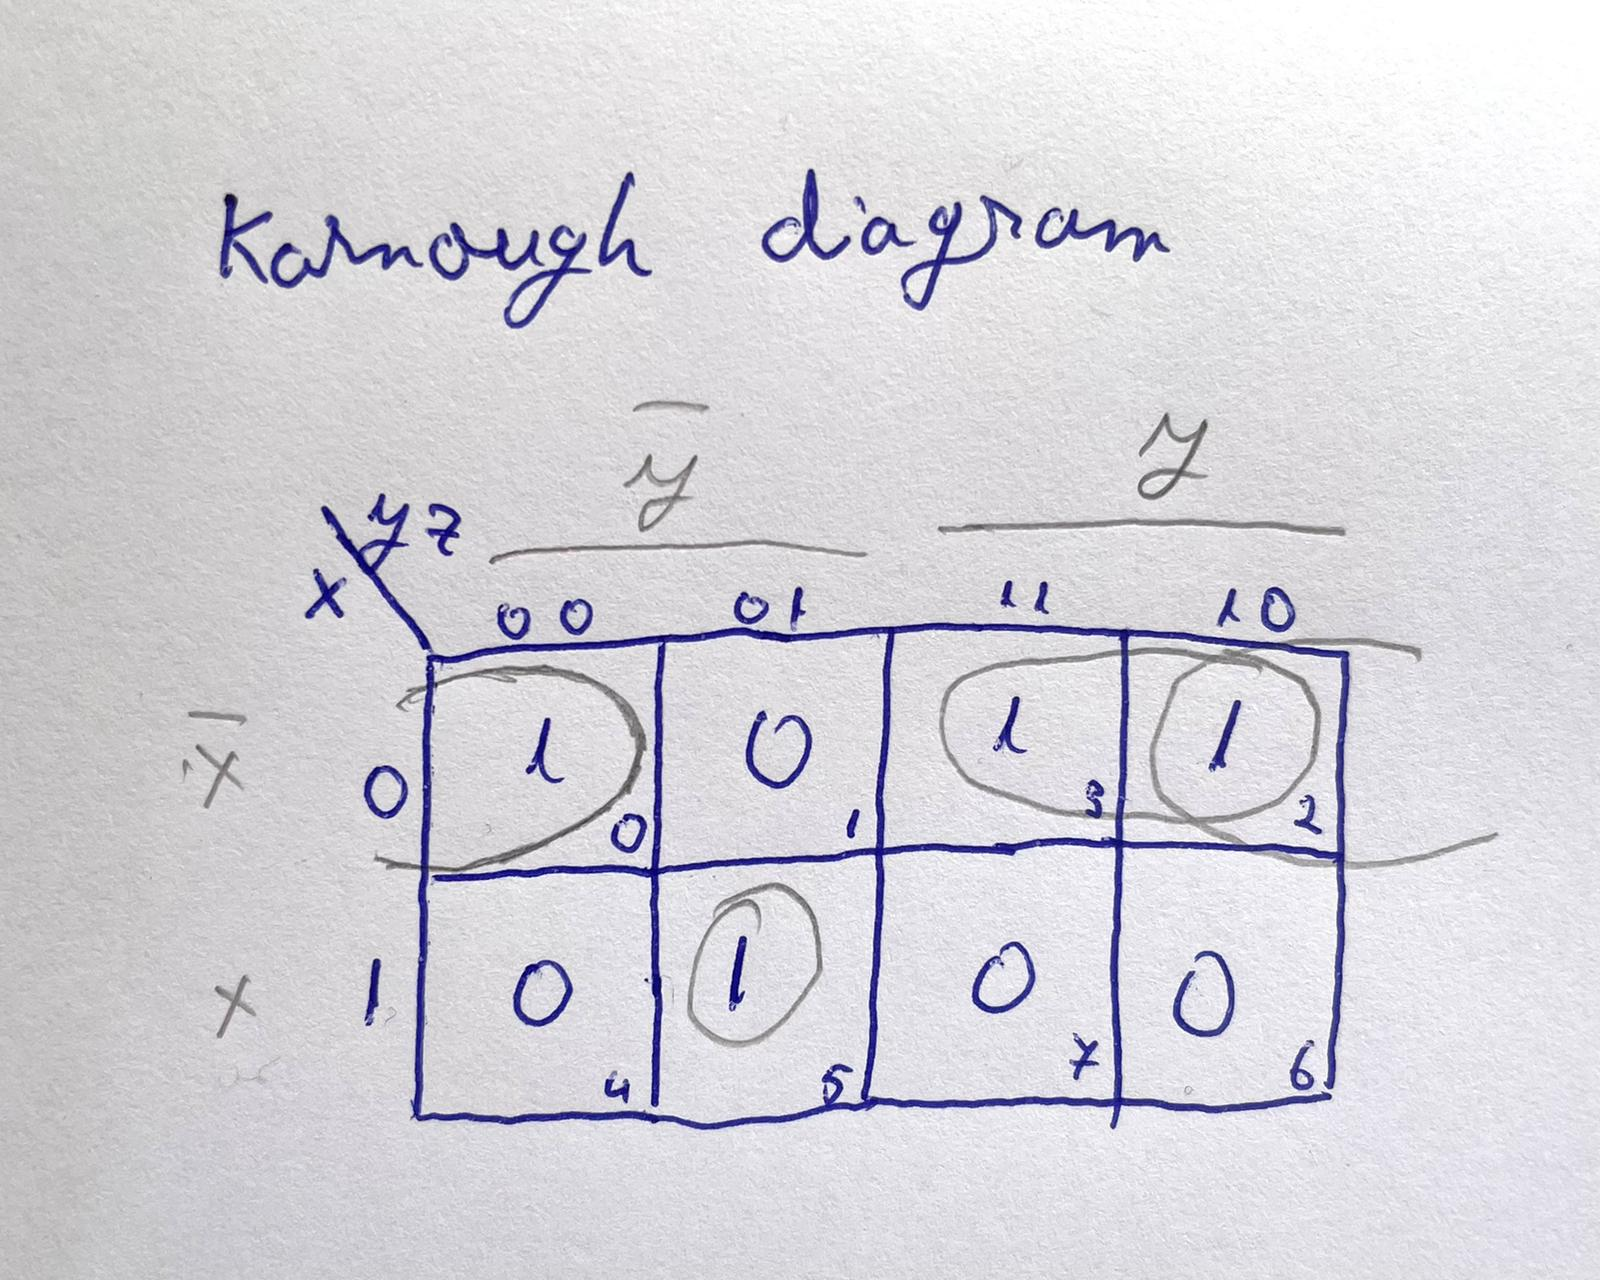 Karnough diagram
y̅ y
yz
x
00 01 11 10
x̅ 0 1 0 1 1
0 1 3 2
x 1 0 1 0 0
4 5 7 6